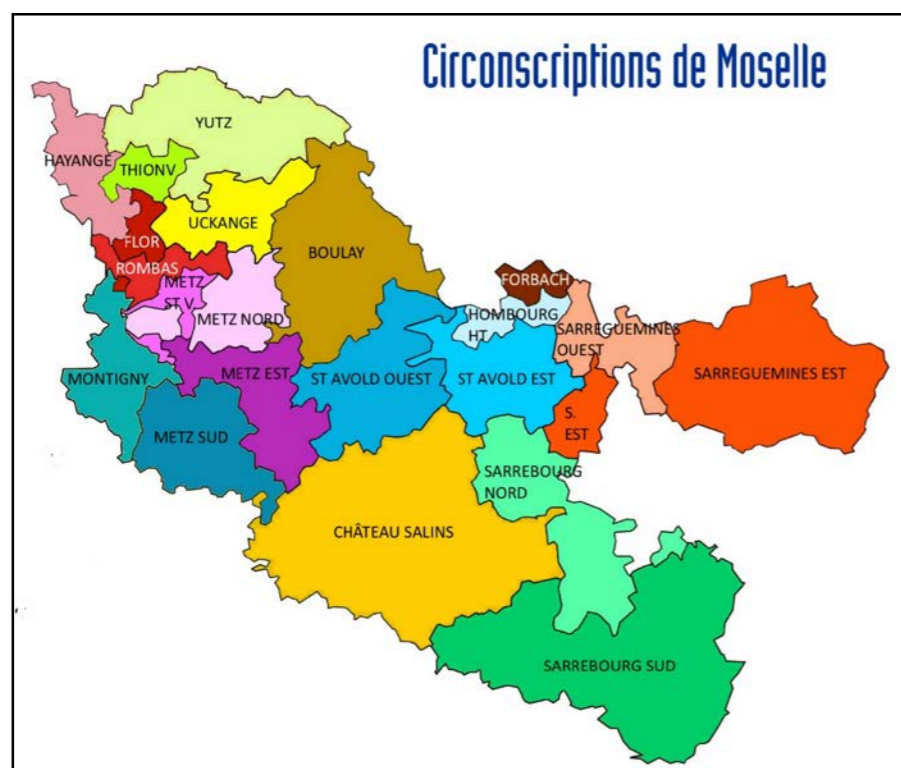 Circonscriptions de Moselle
YUTZ
HAYANGE
THIONV
UCKANGE
FLOR
BOULAY
ROMBAS
METZ
ST V.
FORBACH
METZ NORD
HOMBOURG
HT
SARREGUEMINES
OUEST
MONTIGNY
METZ EST
ST AVOLD OUEST
ST AVOLD EST
SARREGUEMINES EST
S.
EST
METZ SUD
SARREBOURG
NORD
CHÂTEAU SALINS
SARREBOURG SUD